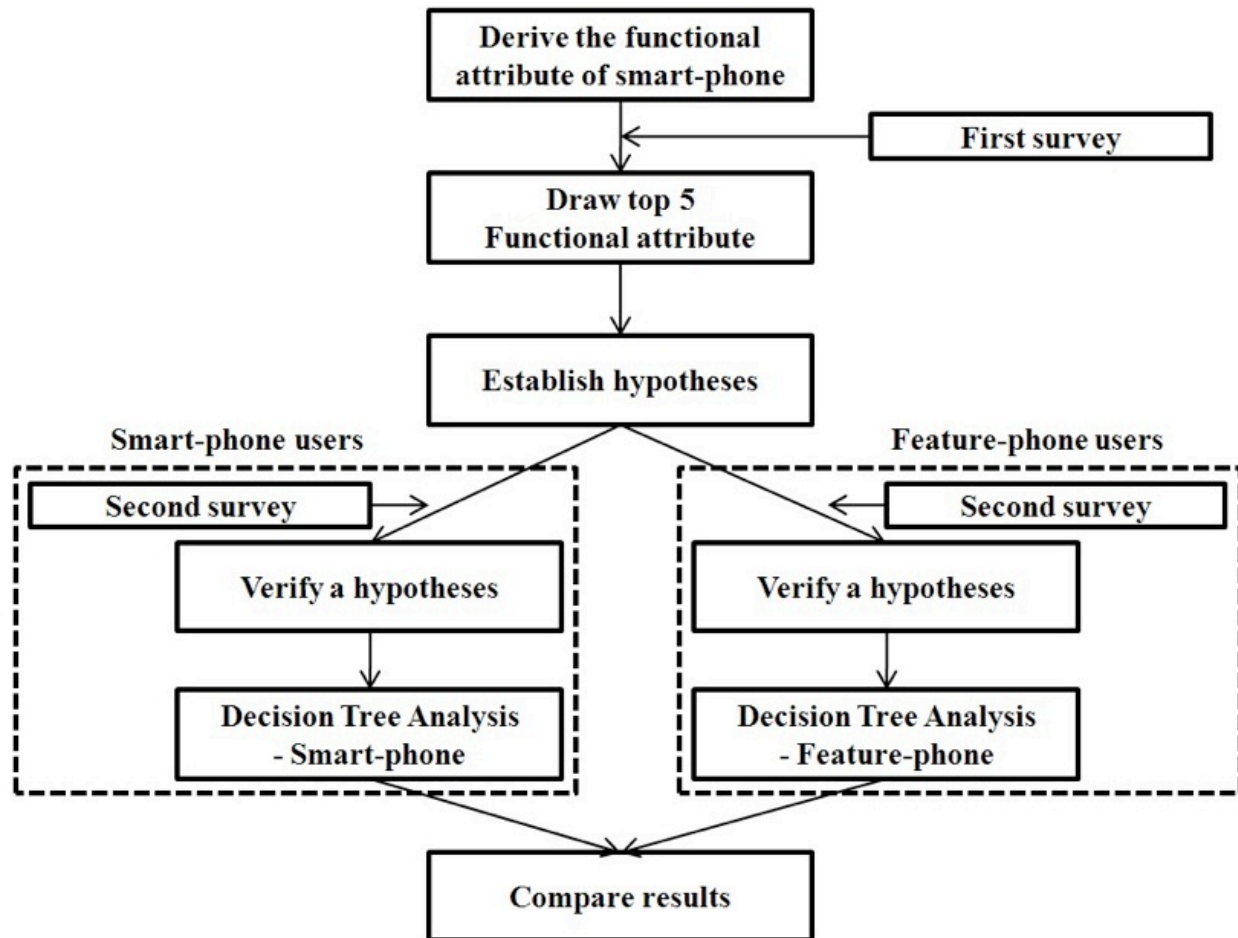 Derive the functional
attribute of smart-phone
First survey
Draw top 5
Functional attribute
Establish hypotheses
Smart-phone users
Feature-phone users
Second survey
Second survey
Verify a hypotheses
Verify a hypotheses
Decision Tree Analysis
- Smart-phone
Decision Tree Analysis
- Feature-phone
Compare results